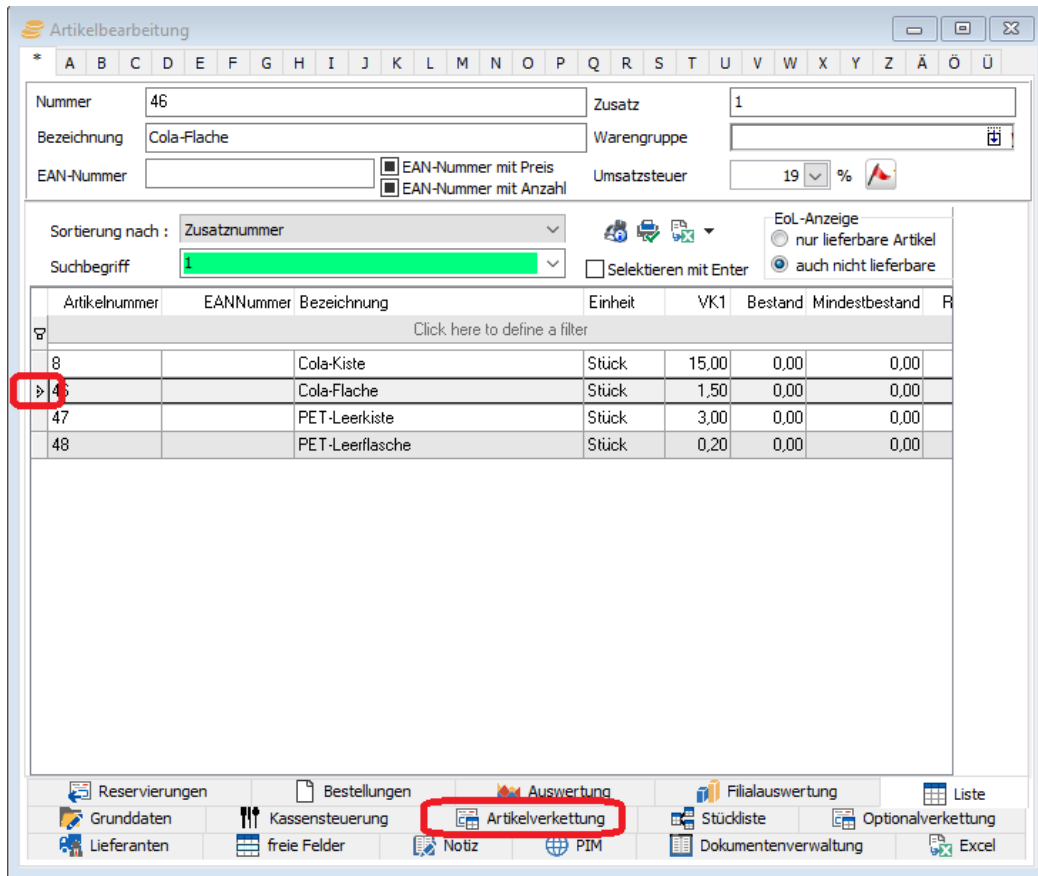 Artikelbearbeitung
* A B C D E F G H I J K L M N O P Q R S T U V W X Y Z Ä Ö Ü
Nummer 46 Zusatz 1
Bezeichnung Cola-Flache Warengruppe
EAN-Nummer EAN-Nummer mit Preis Umsatzsteuer 19 %
EAN-Nummer mit Anzahl
Sortierung nach : Zusatznummer EoL-Anzeige
nur lieferbare Artikel
Suchbegriff 1 Selektieren mit Enter auch nicht lieferbare
Artikelnummer EANNummer Bezeichnung Einheit VK1 Bestand Mindestbestand R
Click here to define a filter
8 Cola-Kiste Stück 15,00 0,00 0,00
46 Cola-Flache Stück 1,50 0,00 0,00
47 PET-Leerkiste Stück 3,00 0,00 0,00
48 PET-Leerflasche Stück 0,20 0,00 0,00
Reservierungen Bestellungen Auswertung Filialauswertung Liste
Grunddaten Kassensteuerung Artikelverkettung Stückliste Optionalverkettung
Lieferanten freie Felder Notiz PIM Dokumentenverwaltung Excel